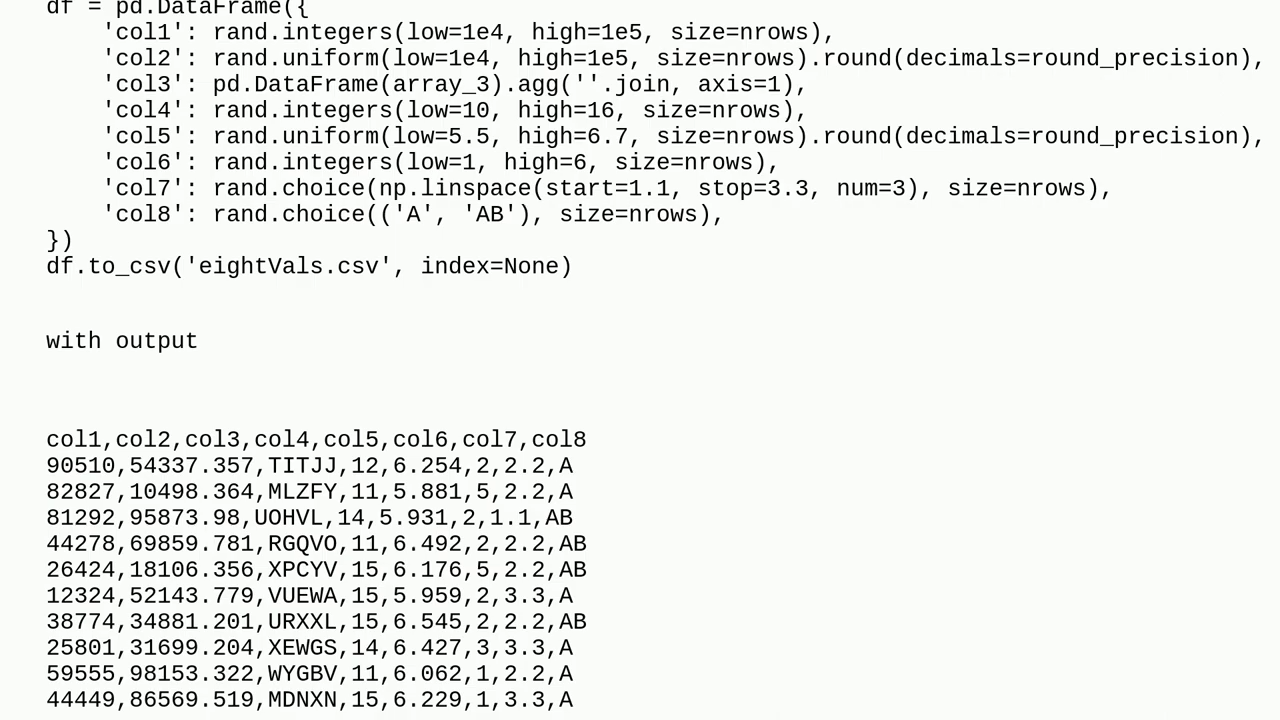 df = pd.DataFrame({
    'col1': rand.integers(low=1e4, high=1e5, size=nrows),
    'col2': rand.uniform(low=1e4, high=1e5, size=nrows).round(decimals=round_precision),
    'col3': pd.DataFrame(array_3).agg(''.join, axis=1),
    'col4': rand.integers(low=10, high=16, size=nrows),
    'col5': rand.uniform(low=5.5, high=6.7, size=nrows).round(decimals=round_precision),
    'col6': rand.integers(low=1, high=6, size=nrows),
    'col7': rand.choice(np.linspace(start=1.1, stop=3.3, num=3), size=nrows),
    'col8': rand.choice(('A', 'AB'), size=nrows),
})
df.to_csv('eightVals.csv', index=None)
with output
col1,col2,col3,col4,col5,col6,col7,col8
90510,54337.357,TITJJ,12,6.254,2,2.2,A
82827,10498.364,MLZFY,11,5.881,5,2.2,A
81292,95873.98,UOHVL,14,5.931,2,1.1,AB
44278,69859.781,RGQVO,11,6.492,2,2.2,AB
26424,18106.356,XPCYV,15,6.176,5,2.2,AB
12324,52143.779,VUEWA,15,5.959,2,3.3,A
38774,34881.201,URXXL,15,6.545,2,2.2,AB
25801,31699.204,XEWGS,14,6.427,3,3.3,A
59555,98153.322,WYGBV,11,6.062,1,2.2,A
44449,86569.519,MDNXN,15,6.229,1,3.3,A